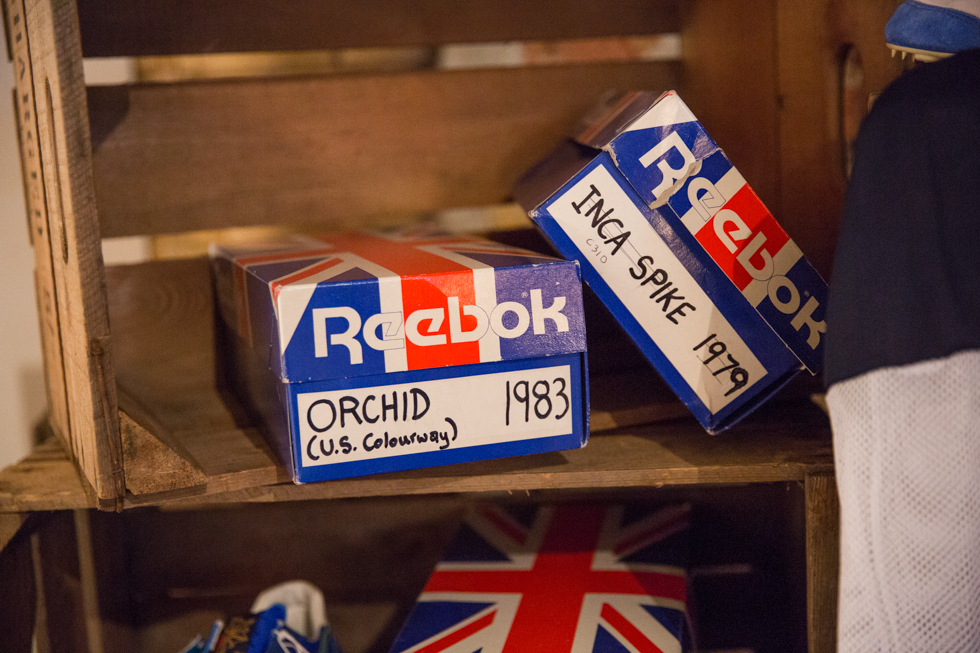 Reebok
ORCHID 1983
(U.S. Colourway)
Reebok
INCA SPIKE 1979
C310